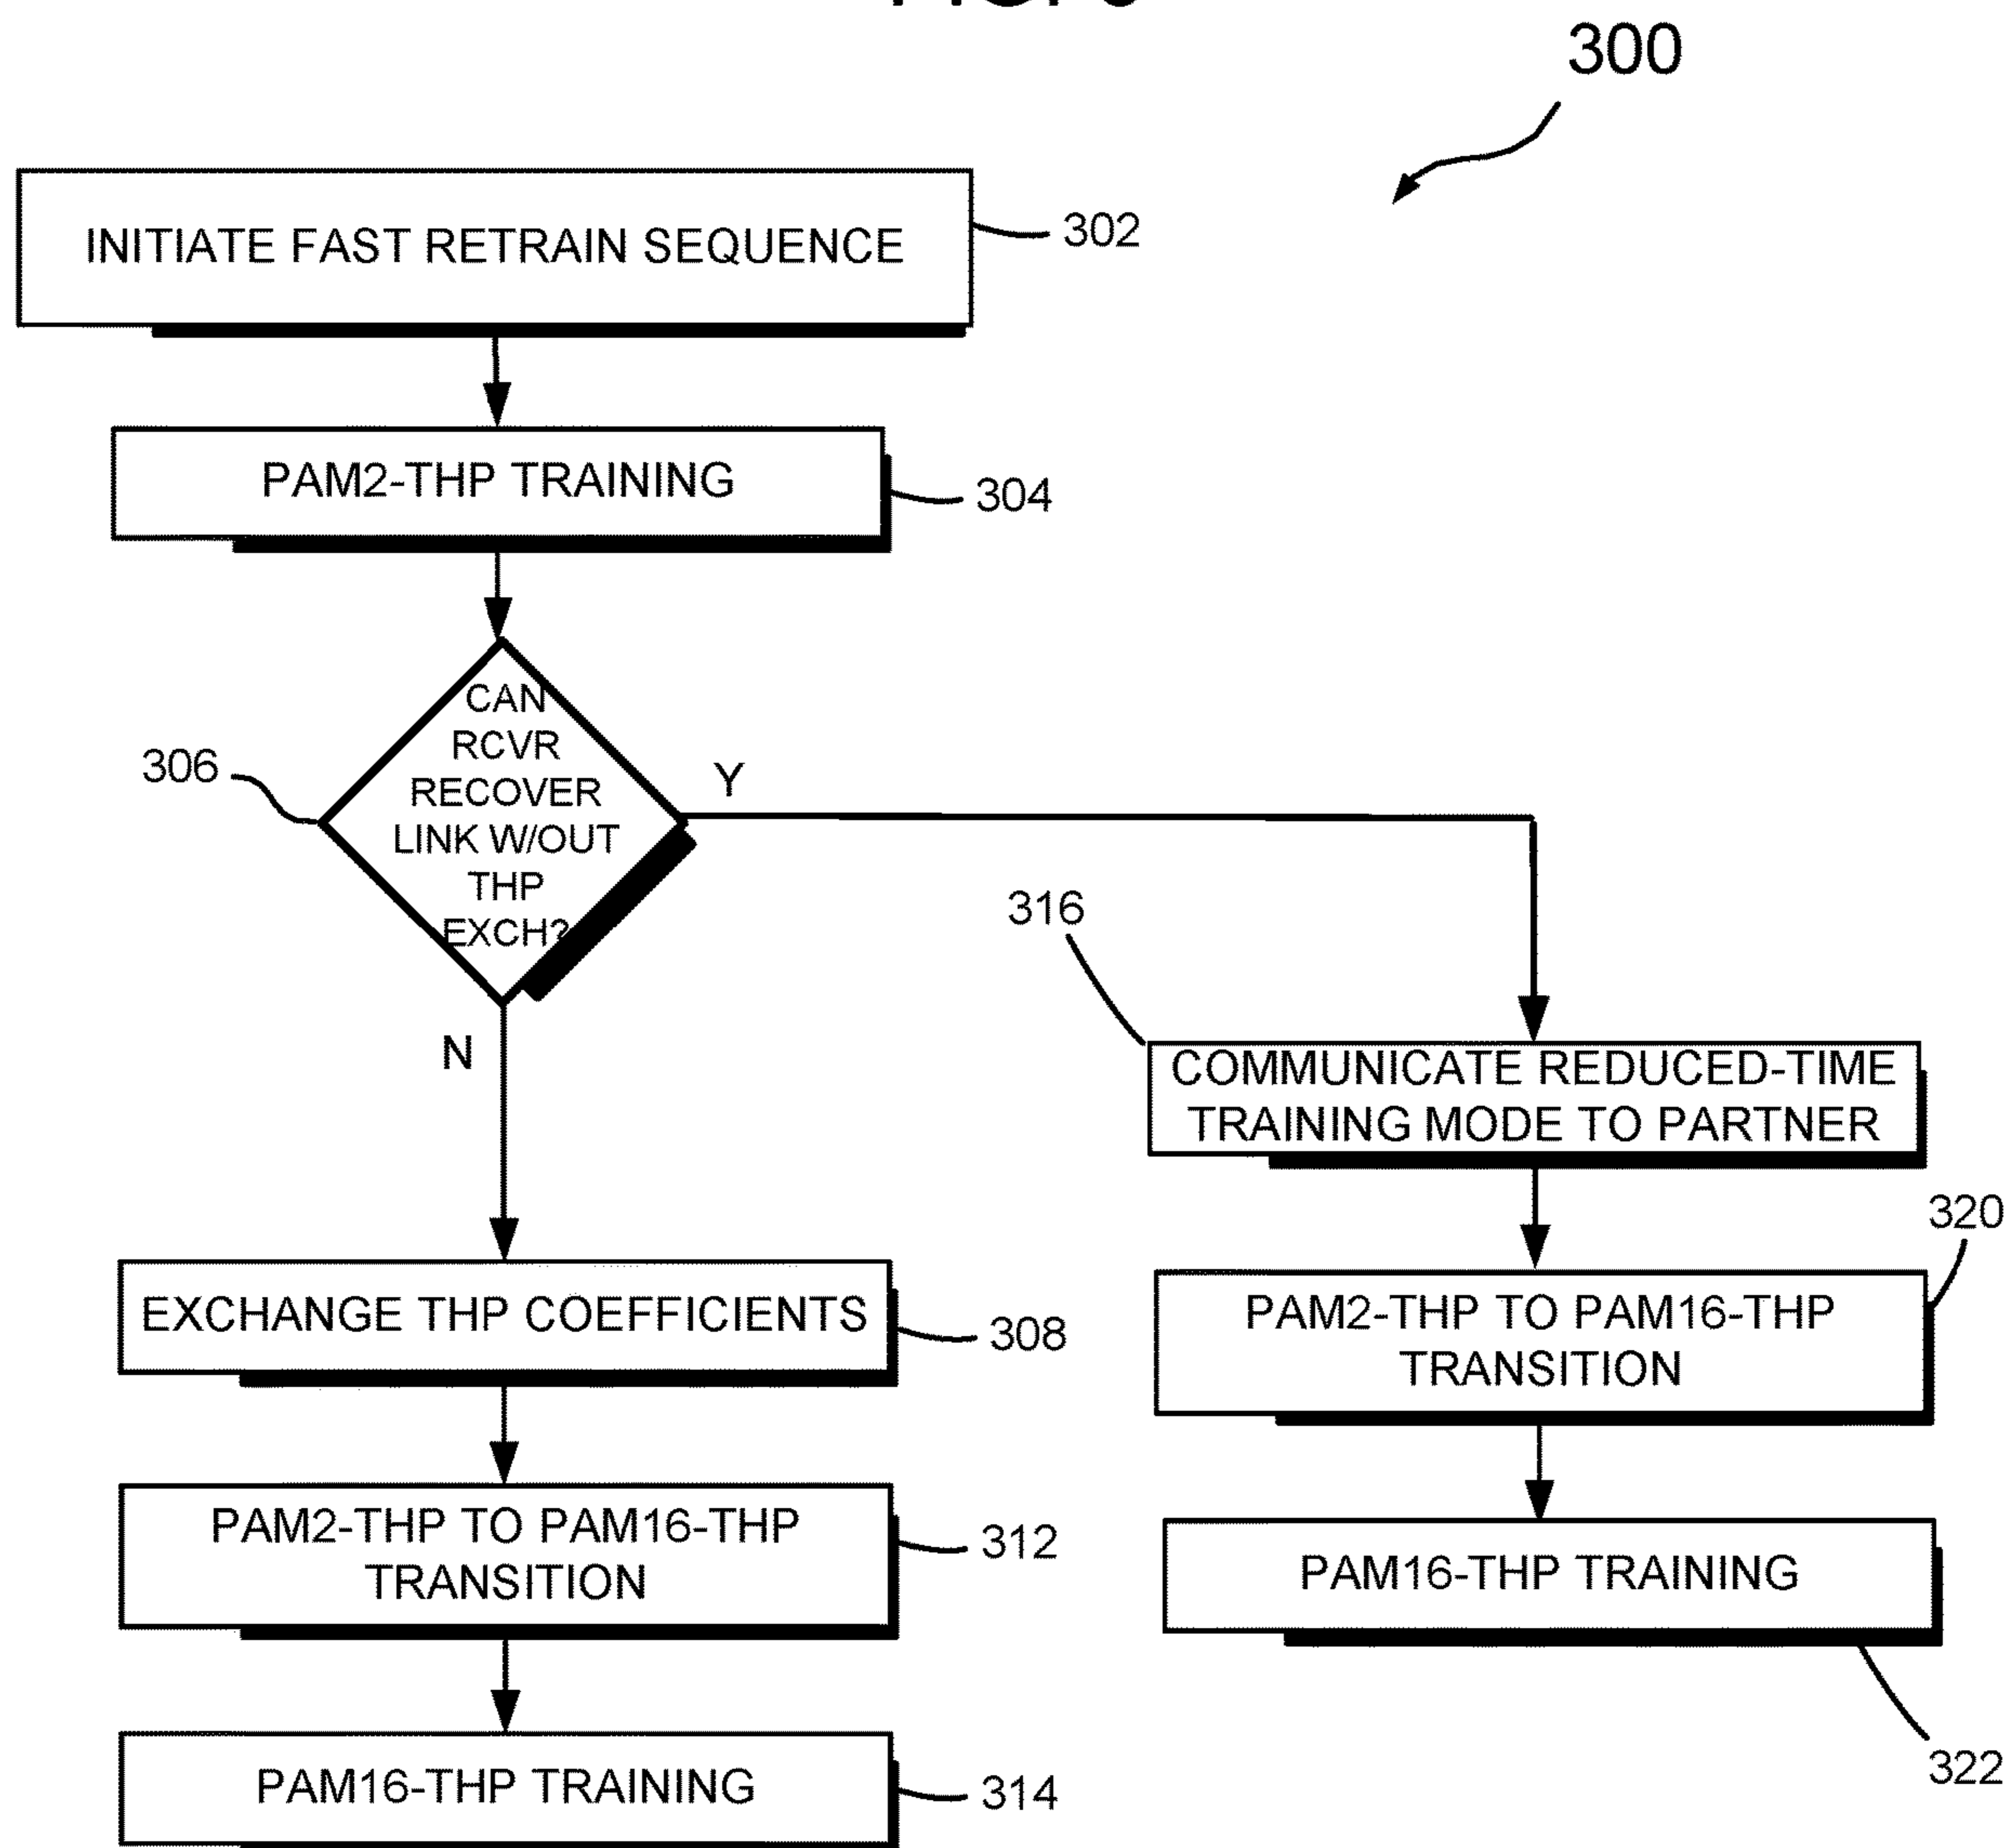 300
INITIATE FAST RETRAIN SEQUENCE
302
PAM2-THP TRAINING
304
CAN
RCVR
RECOVER
LINK W/OUT
THP
EXCH?
306
Y
N
316
COMMUNICATE REDUCED-TIME
TRAINING MODE TO PARTNER
320
EXCHANGE THP COEFFICIENTS
308
PAM2-THP TO PAM16-THP
TRANSITION
PAM2-THP TO PAM16-THP
TRANSITION
312
PAM16-THP TRAINING
322
PAM16-THP TRAINING
314